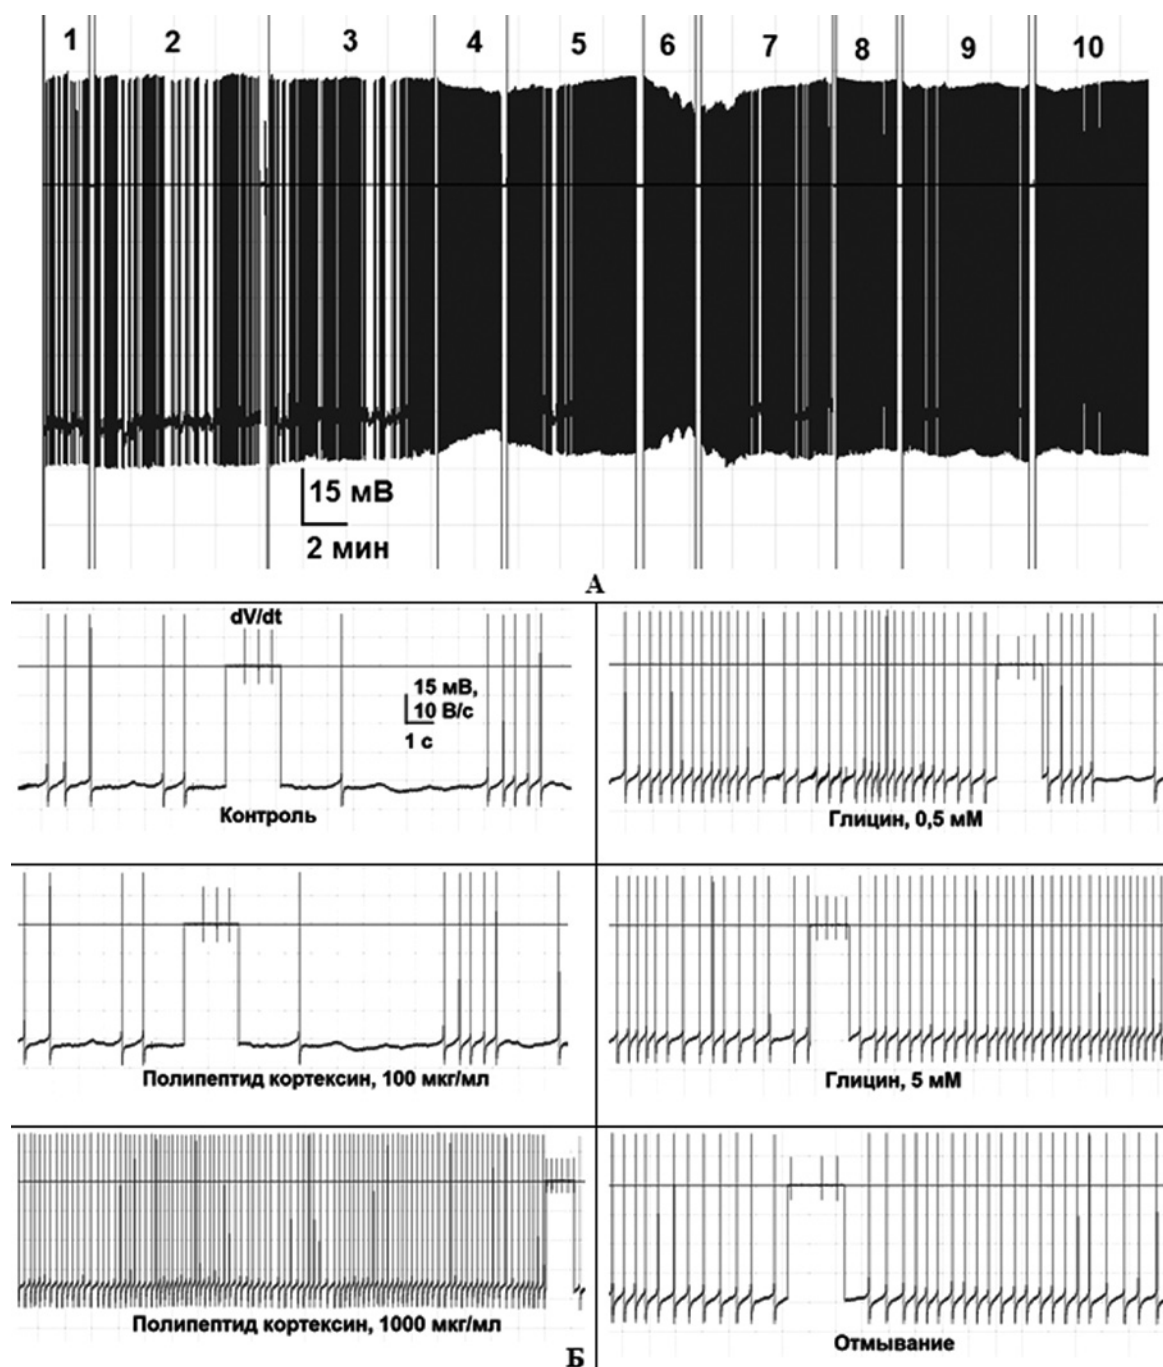 1 2 3 4 5 6 7 8 9 10
15 мВ
2 мин
А
dV/dt
15 мВ,
10 В/с
1 с
Контроль
Глицин, 0,5 мМ
Полипептид кортексин, 100 мкг/мл
Глицин, 5 мМ
Полипептид кортексин, 1000 мкг/мл
Отмывание
Б